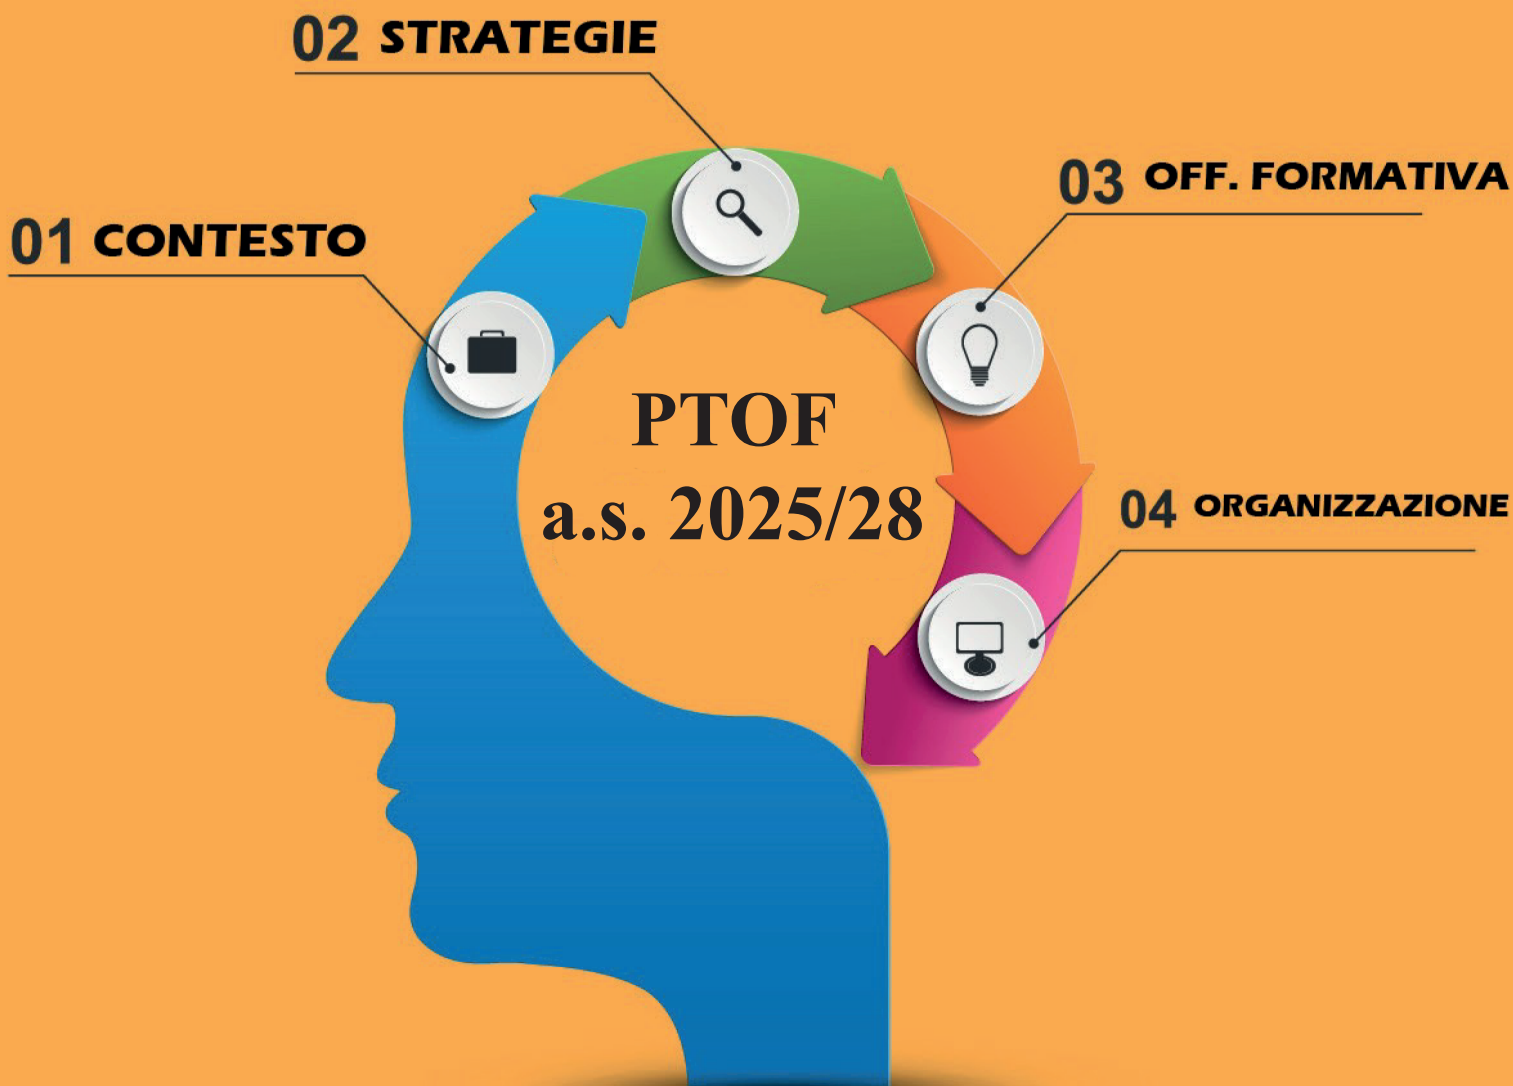 02 STRATEGIE
03 OFF. FORMATIVA
01 CONTESTO
PTOF
a.s. 2025/28
04 ORGANIZZAZIONE